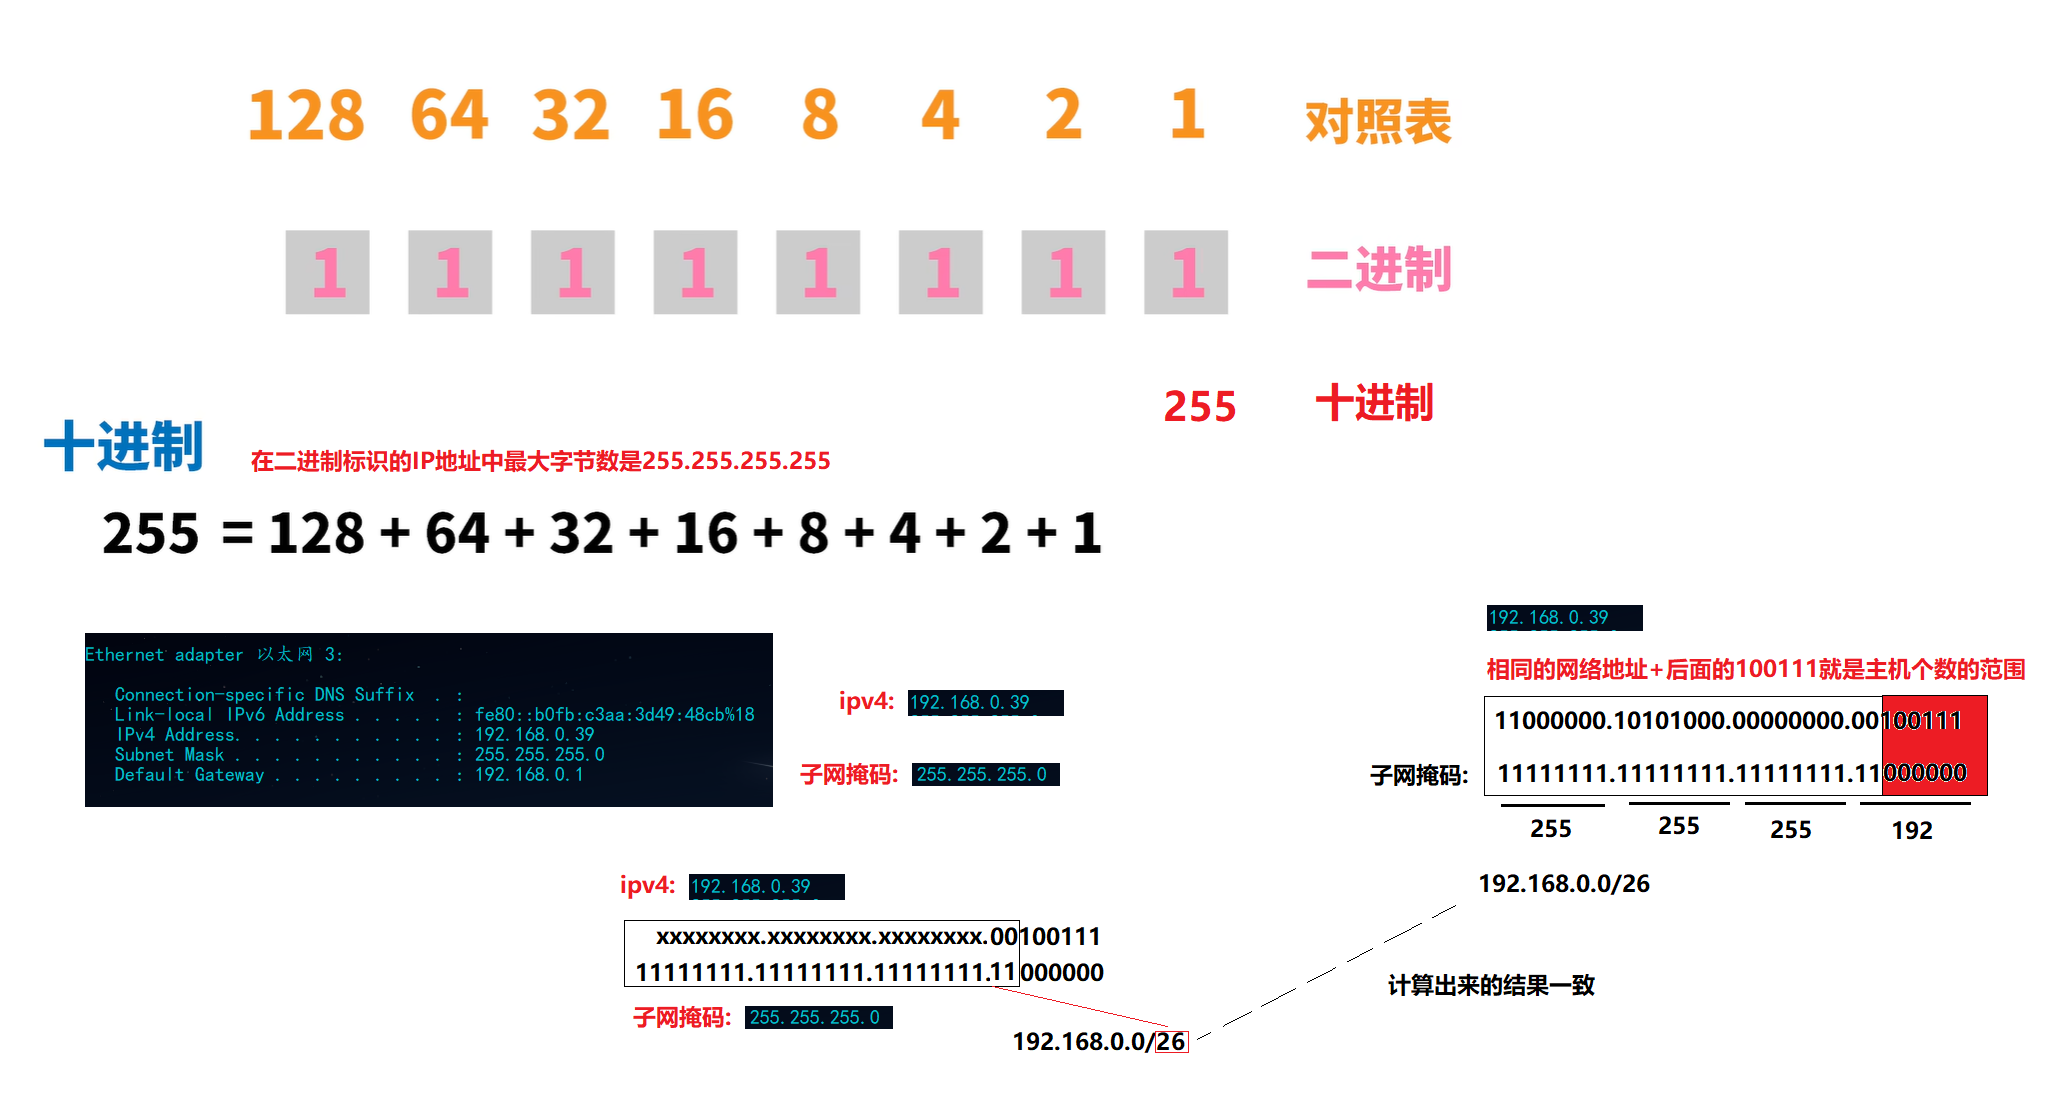 128 64 32 16 8 4 2 1 对照表
1 1 1 1 1 1 1 1 二进制
255 十进制
十进制
在二进制标识的IP地址中最大字节数是255.255.255.255
255 = 128 + 64 + 32 + 16 + 8 + 4 + 2 + 1
Ethernet adapter 以太网 3:
Connection-specific DNS Suffix . :
Link-local IPv6 Address . . . . . : fe80::b0fb:c3aa:3d49:48cb%18
IPv4 Address. . . . . . . . . . . : 192.168.0.39
Subnet Mask . . . . . . . . . . . : 255.255.255.0
Default Gateway . . . . . . . . . : 192.168.0.1
ipv4: 192.168.0.39
子网掩码: 255.255.255.0
192.168.0.39
相同的网络地址+后面的100111就是主机个数的范围
11000000.10101000.00000000.00100111
子网掩码: 11111111.11111111.11111111.11000000
255 255 255 192
192.168.0.0/26
ipv4: 192.168.0.39
xxxxxxxx.xxxxxxxx.xxxxxxxx.00100111
11111111.11111111.11111111.11000000
子网掩码: 255.255.255.0
192.168.0.0/26
计算出来的结果一致